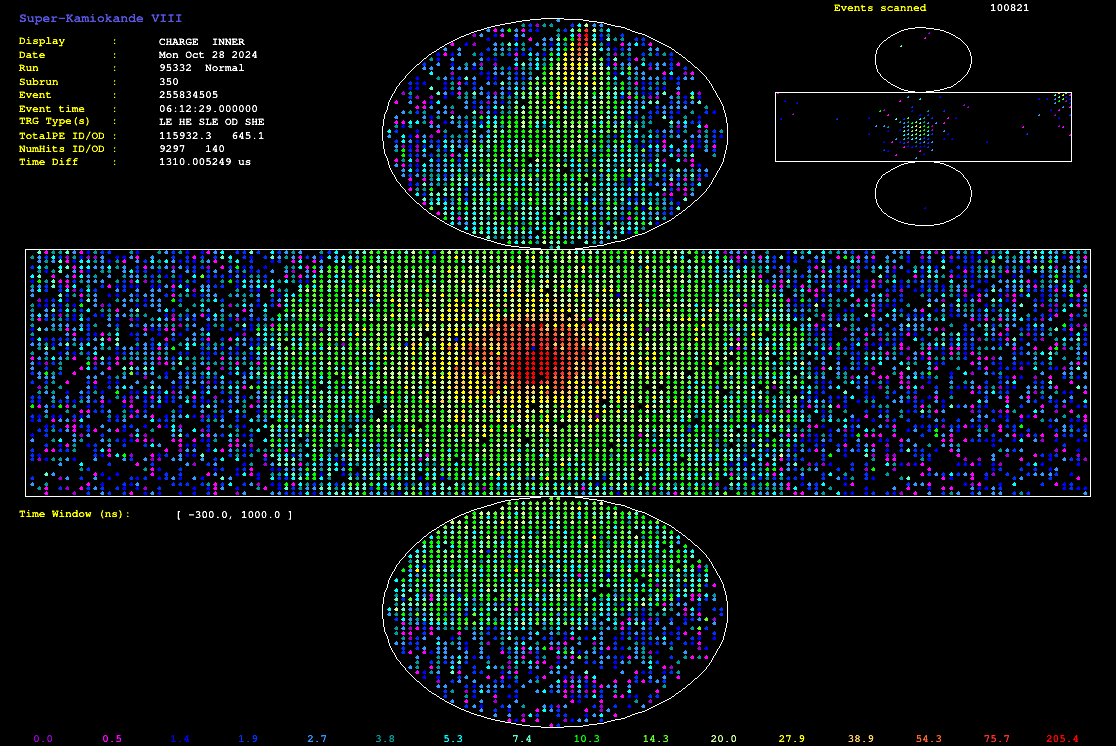 Super-Kamiokande VIII
Display : CHARGE INNER
Date : Mon Oct 28 2024
Run : 95332 Normal
Subrun : 350
Event : 255834505
Event time : 06:12:29.000000
TRG Type(s) : LE HE SLE OD SHE
TotalPE ID/OD : 115932.3 645.1
NumHits ID/OD : 9297 140
Time Diff : 1310.005249 us
Events scanned 100821
Time Window (ns): [ -300.0, 1000.0 ]
0.0 0.5 1.4 1.9 2.7 3.8 5.3 7.4 10.3 14.3 20.0 27.9 38.9 54.3 75.7 205.4